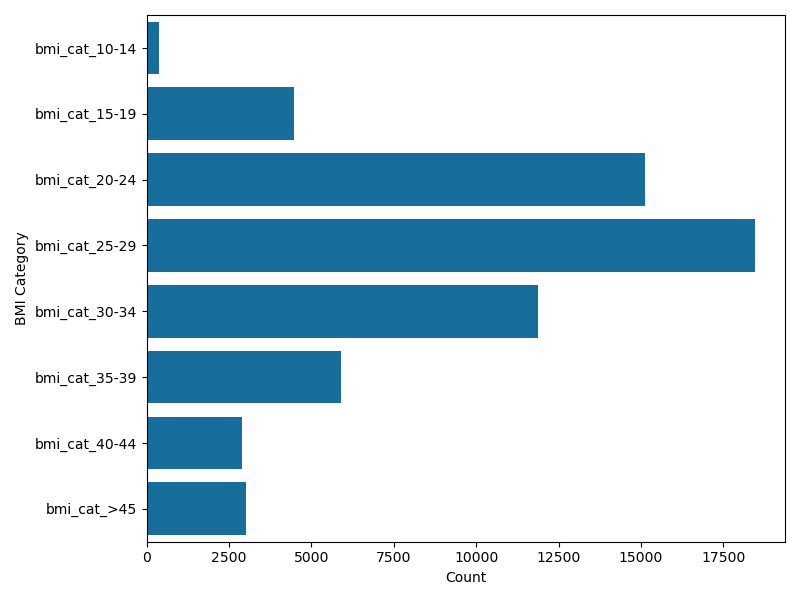 BMI Category
bmi_cat_10-14
bmi_cat_15-19
bmi_cat_20-24
bmi_cat_25-29
bmi_cat_30-34
bmi_cat_35-39
bmi_cat_40-44
bmi_cat_>45
0 2500 5000 7500 10000 12500 15000 17500
Count